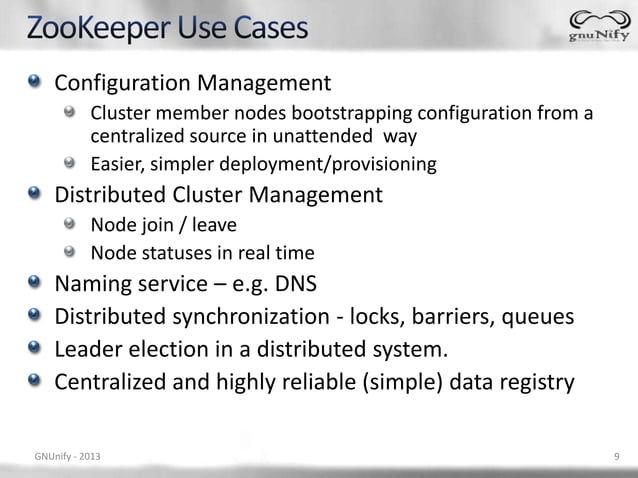 ZooKeeper Use Cases
gnuNify
Configuration Management
Cluster member nodes bootstrapping configuration from a
centralized source in unattended way
Easier, simpler deployment/provisioning
Distributed Cluster Management
Node join / leave
Node statuses in real time
Naming service – e.g. DNS
Distributed synchronization - locks, barriers, queues
Leader election in a distributed system.
Centralized and highly reliable (simple) data registry
GNUnify - 2013
9